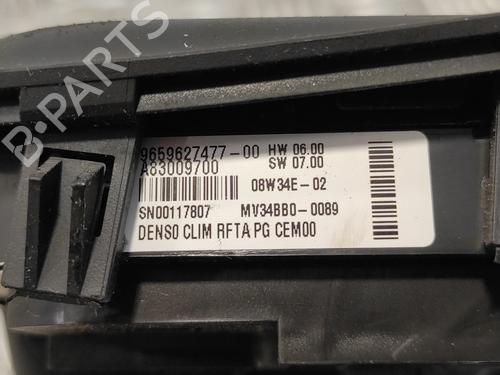 9659627477-00 HW 06.00
A83009700 SW 07.00
08W34E-02
SN00117807 MV34BB0-0089
DENSO CLIM RFTA PG CEM00
B-PARTS